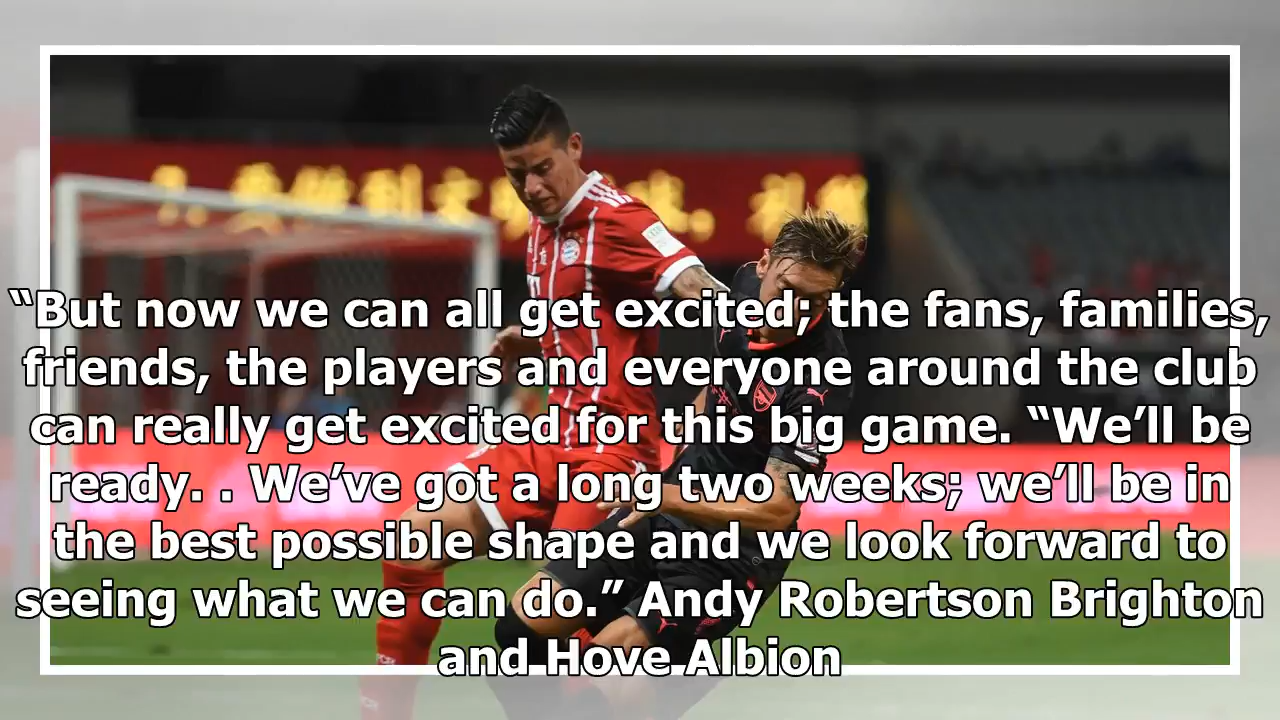 “But now we can all get excited; the fans, families,
friends, the players and everyone around the club
can really get excited for this big game. “We’ll be
ready. . We’ve got a long two weeks; we’ll be in
the best possible shape and we look forward to
seeing what we can do.” Andy Robertson Brighton
and Hove Albion